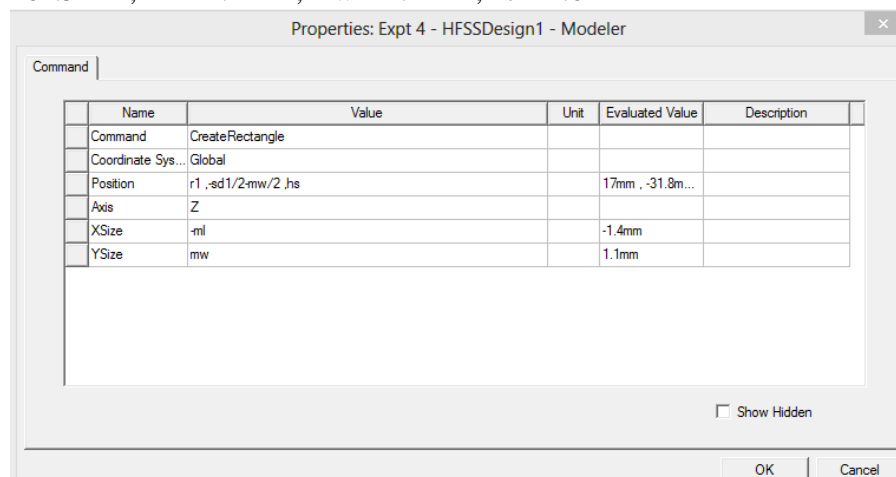 Properties: Expt 4 - HFSSDesign1 - Modeler
Command
Name Value Unit Evaluated Value Description
Command CreateRectangle
Coordinate Sys... Global
Position r1 ,-sd1/2-mw/2 ,hs 17mm , -31.8m...
Axis Z
XSize -ml -1.4mm
YSize mw 1.1mm
Show Hidden
OK Cancel